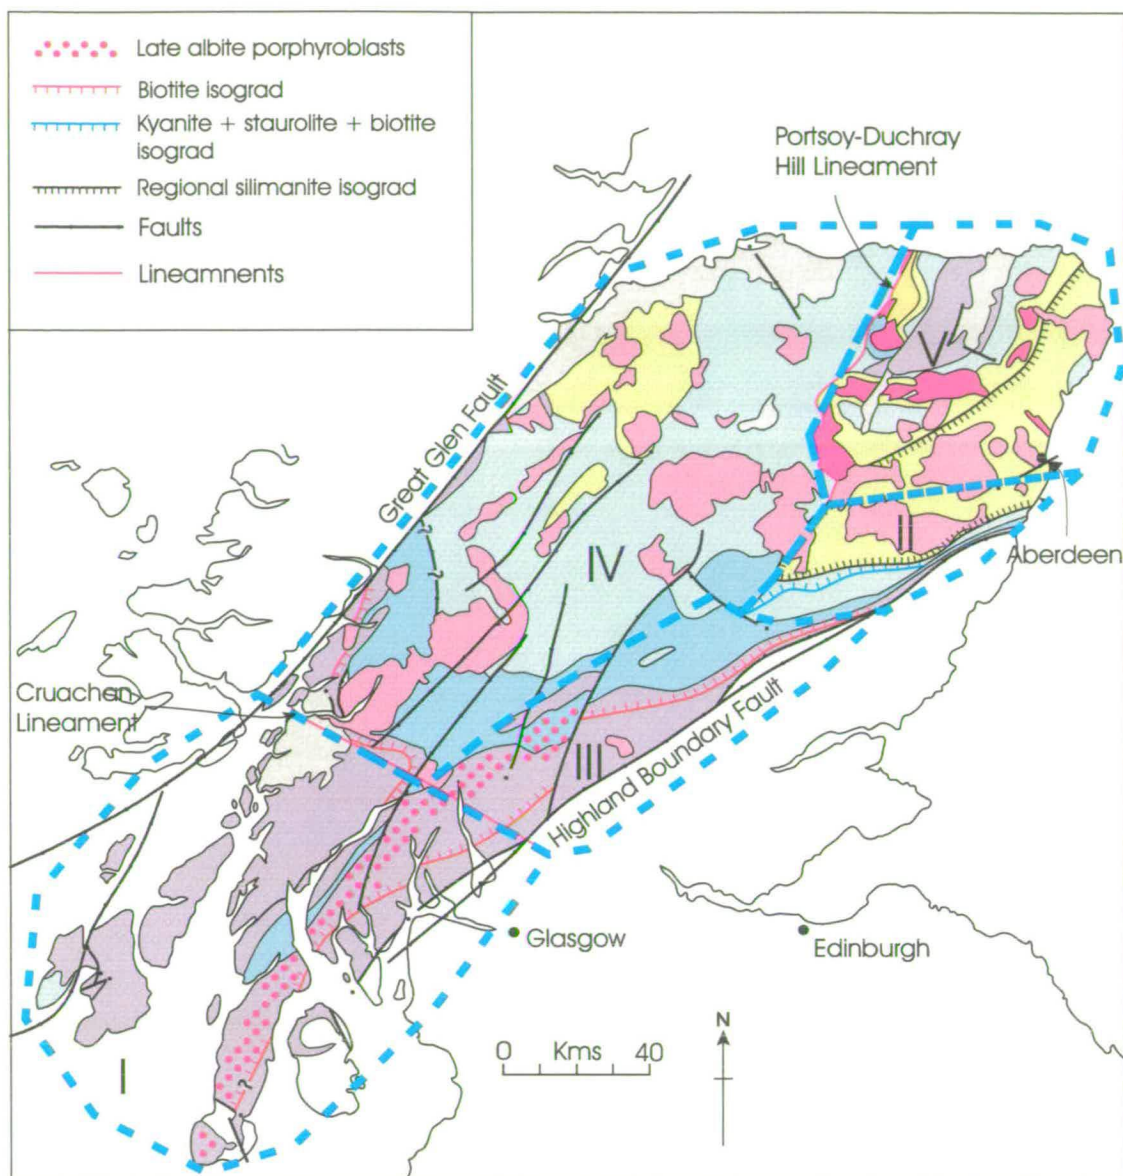 Late albite porphyroblasts
Biotite isograd
Kyanite + staurolite + biotite
isograd
Regional silimanite isograd
Faults
Lineamnents
Portsoy-Duchray
Hill Lineament
Great Glen Fault
V
II
Aberdeen
IV
?
?
Cruachan
Lineament
III
Highland Boundary Fault
Glasgow
Edinburgh
I
?
0 Kms 40
N